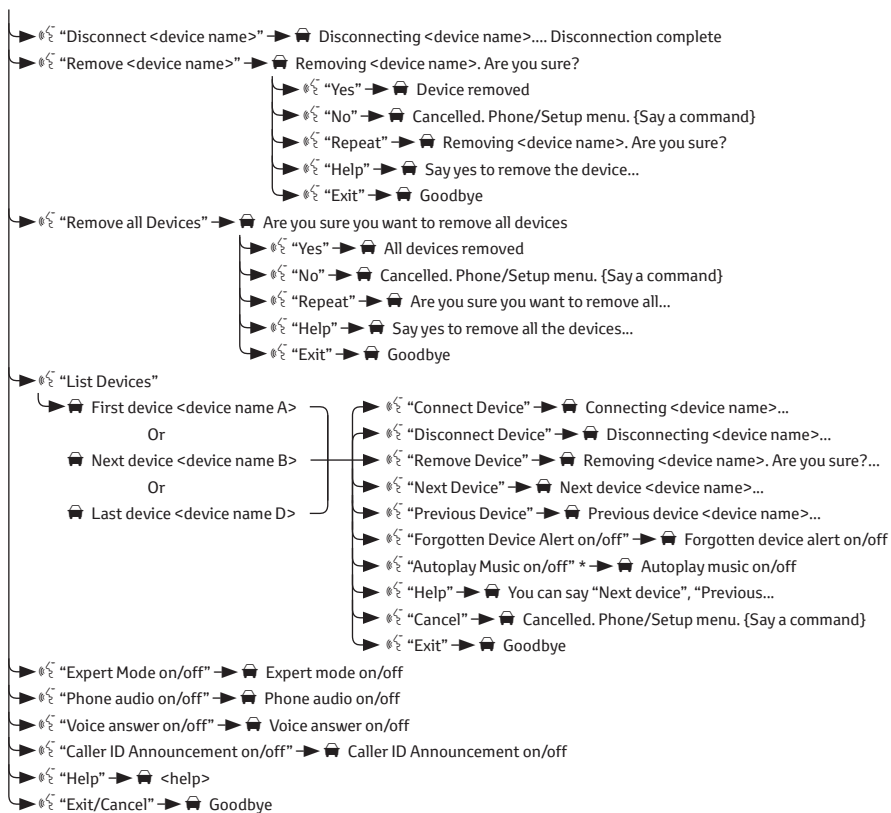 “Disconnect <device name>” Disconnecting <device name>.... Disconnection complete
“Remove <device name>” Removing <device name>. Are you sure?
“Yes” Device removed
“No” Cancelled. Phone/Setup menu. {Say a command}
“Repeat” Removing <device name>. Are you sure?
“Help” Say yes to remove the device...
“Exit” Goodbye
“Remove all Devices” Are you sure you want to remove all devices
“Yes” All devices removed
“No” Cancelled. Phone/Setup menu. {Say a command}
“Repeat” Are you sure you want to remove all...
“Help” Say yes to remove all the devices...
“Exit” Goodbye
“List Devices”
First device <device name A>
Or
Next device <device name B>
Or
Last device <device name D>
“Connect Device” Connecting <device name>...
“Disconnect Device” Disconnecting <device name>...
“Remove Device” Removing <device name>. Are you sure?...
“Next Device” Next device <device name>...
“Previous Device” Previous device <device name>...
“Forgotten Device Alert on/off” Forgotten device alert on/off
“Autoplay Music on/off” * Autoplay music on/off
“Help” You can say “Next device”, “Previous...
“Cancel” Cancelled. Phone/Setup menu. {Say a command}
“Exit” Goodbye
“Expert Mode on/off” Expert mode on/off
“Phone audio on/off” Phone audio on/off
“Voice answer on/off” Voice answer on/off
“Caller ID Announcement on/off” Caller ID Announcement on/off
“Help” <help>
“Exit/Cancel” Goodbye